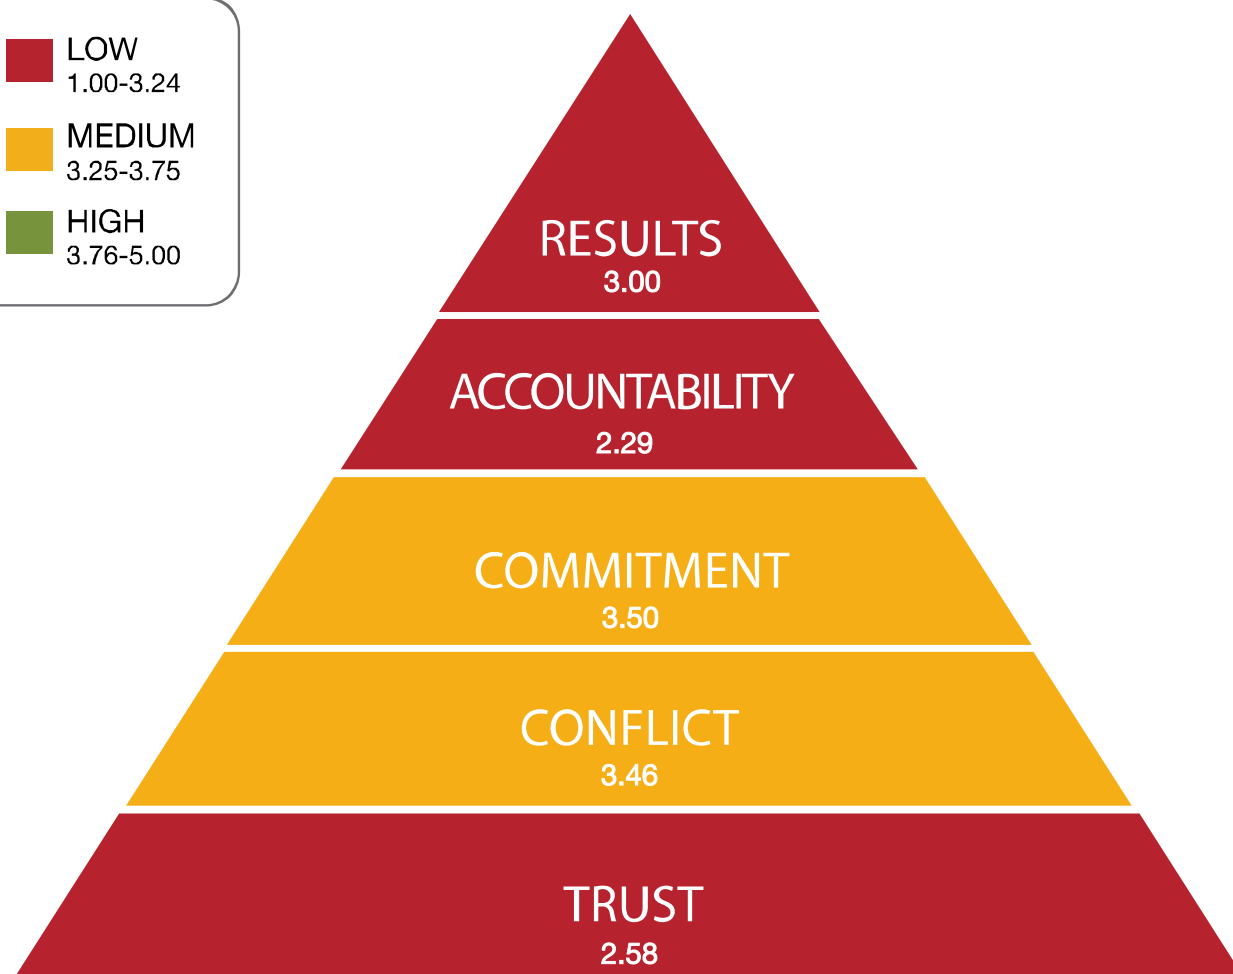 LOW
1.00-3.24
MEDIUM
3.25-3.75
HIGH
3.76-5.00
RESULTS
3.00
ACCOUNTABILITY
2.29
COMMITMENT
3.50
CONFLICT
3.46
TRUST
2.58